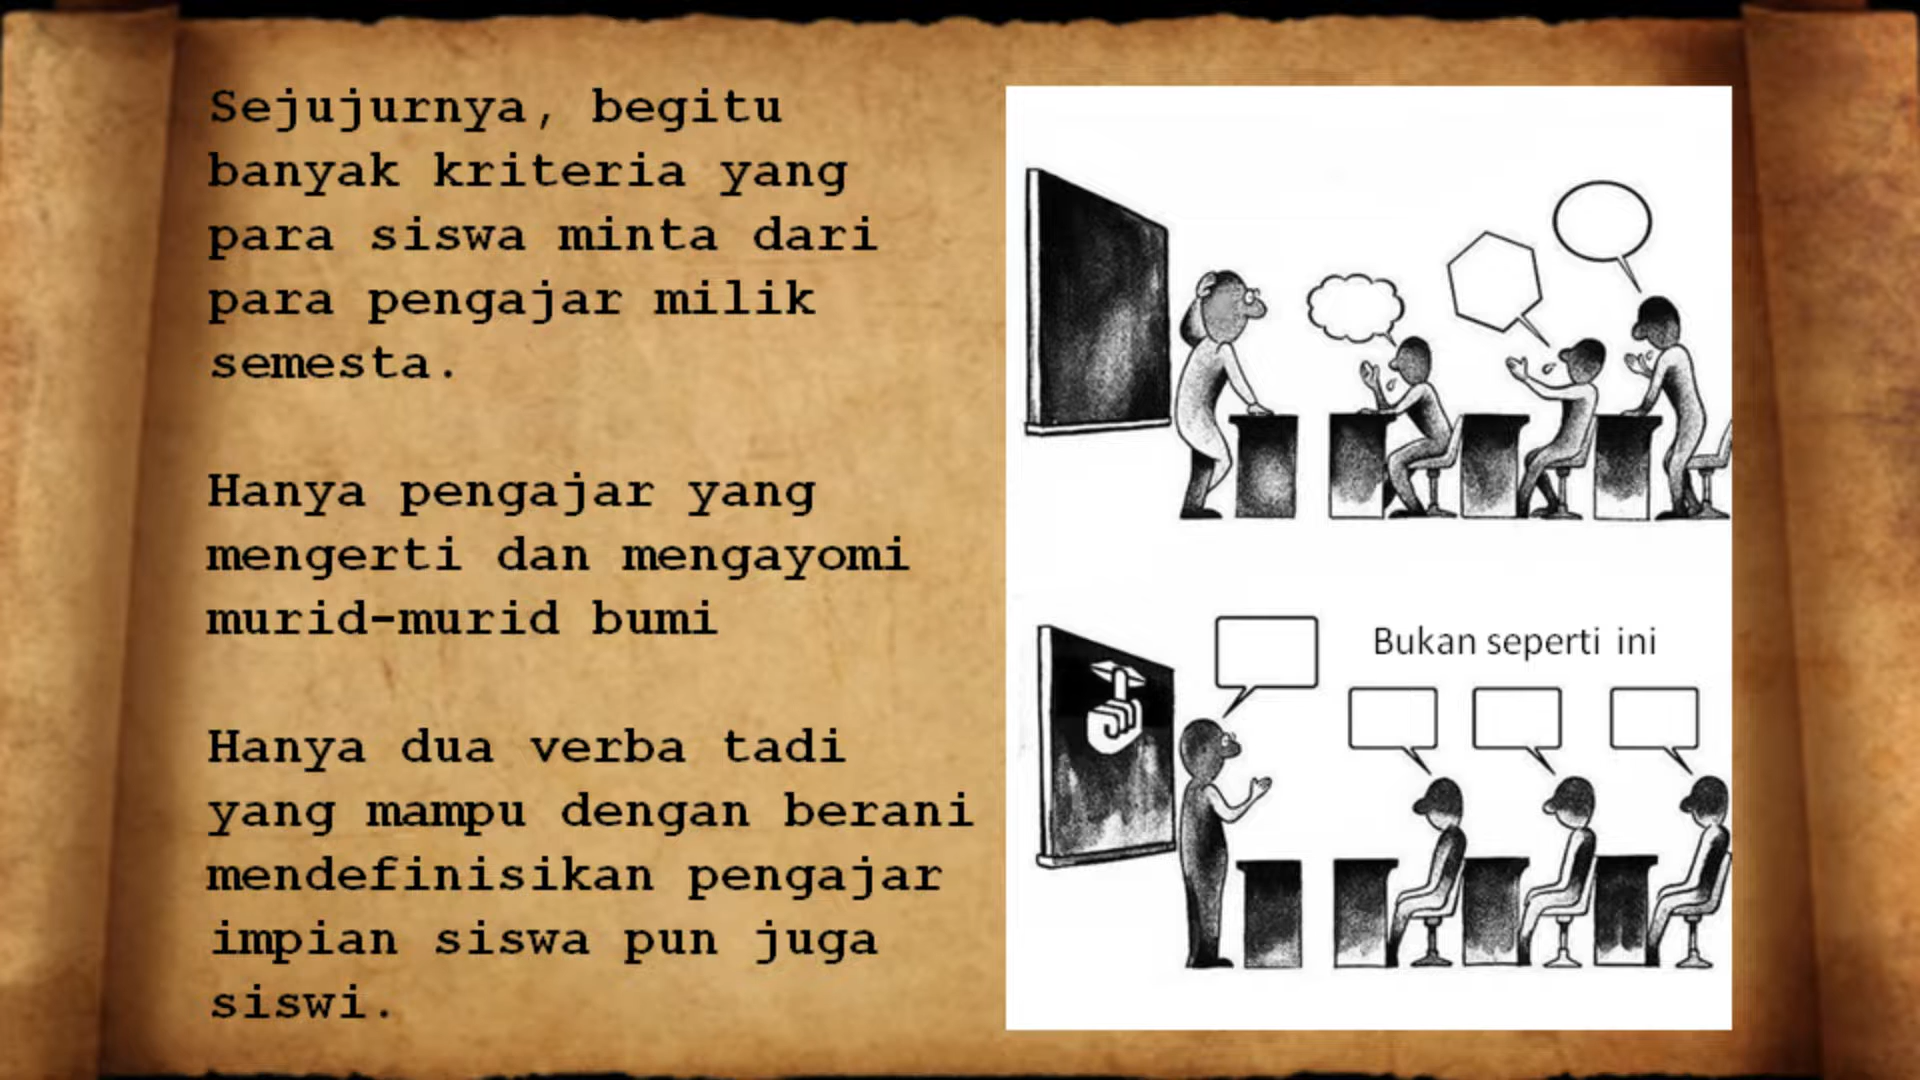 Sejujurnya, begitu
banyak kriteria yang
para siswa minta dari
para pengajar milik
semesta.
Hanya pengajar yang
mengerti dan mengayomi
murid-murid bumi
Hanya dua verba tadi
yang mampu dengan berani
mendefinisikan pengajar
impian siswa pun juga
siswi.
Bukan seperti ini